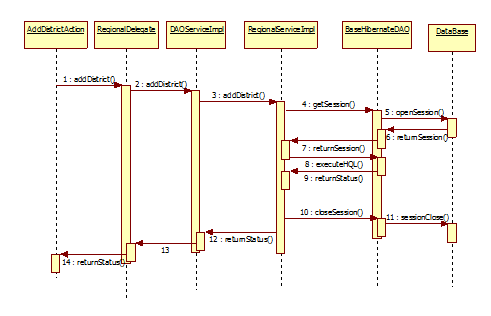 AddDistrictAction
RegionalDelegate
DAOServiceImpl
RegionalServiceImpl
BaseHibernateDAO
DataBase
1 : addDistrict()
2 : addDistrict()
3 : addDistrict()
4 : getSession()
5 : openSession()
6 : returnSession()
7 : returnSession()
8 : executeHQL()
9 : returnStatus()
10 : closeSession()
11 : sessionClose()
12 : returnStatus()
13
14 : returnStatus()